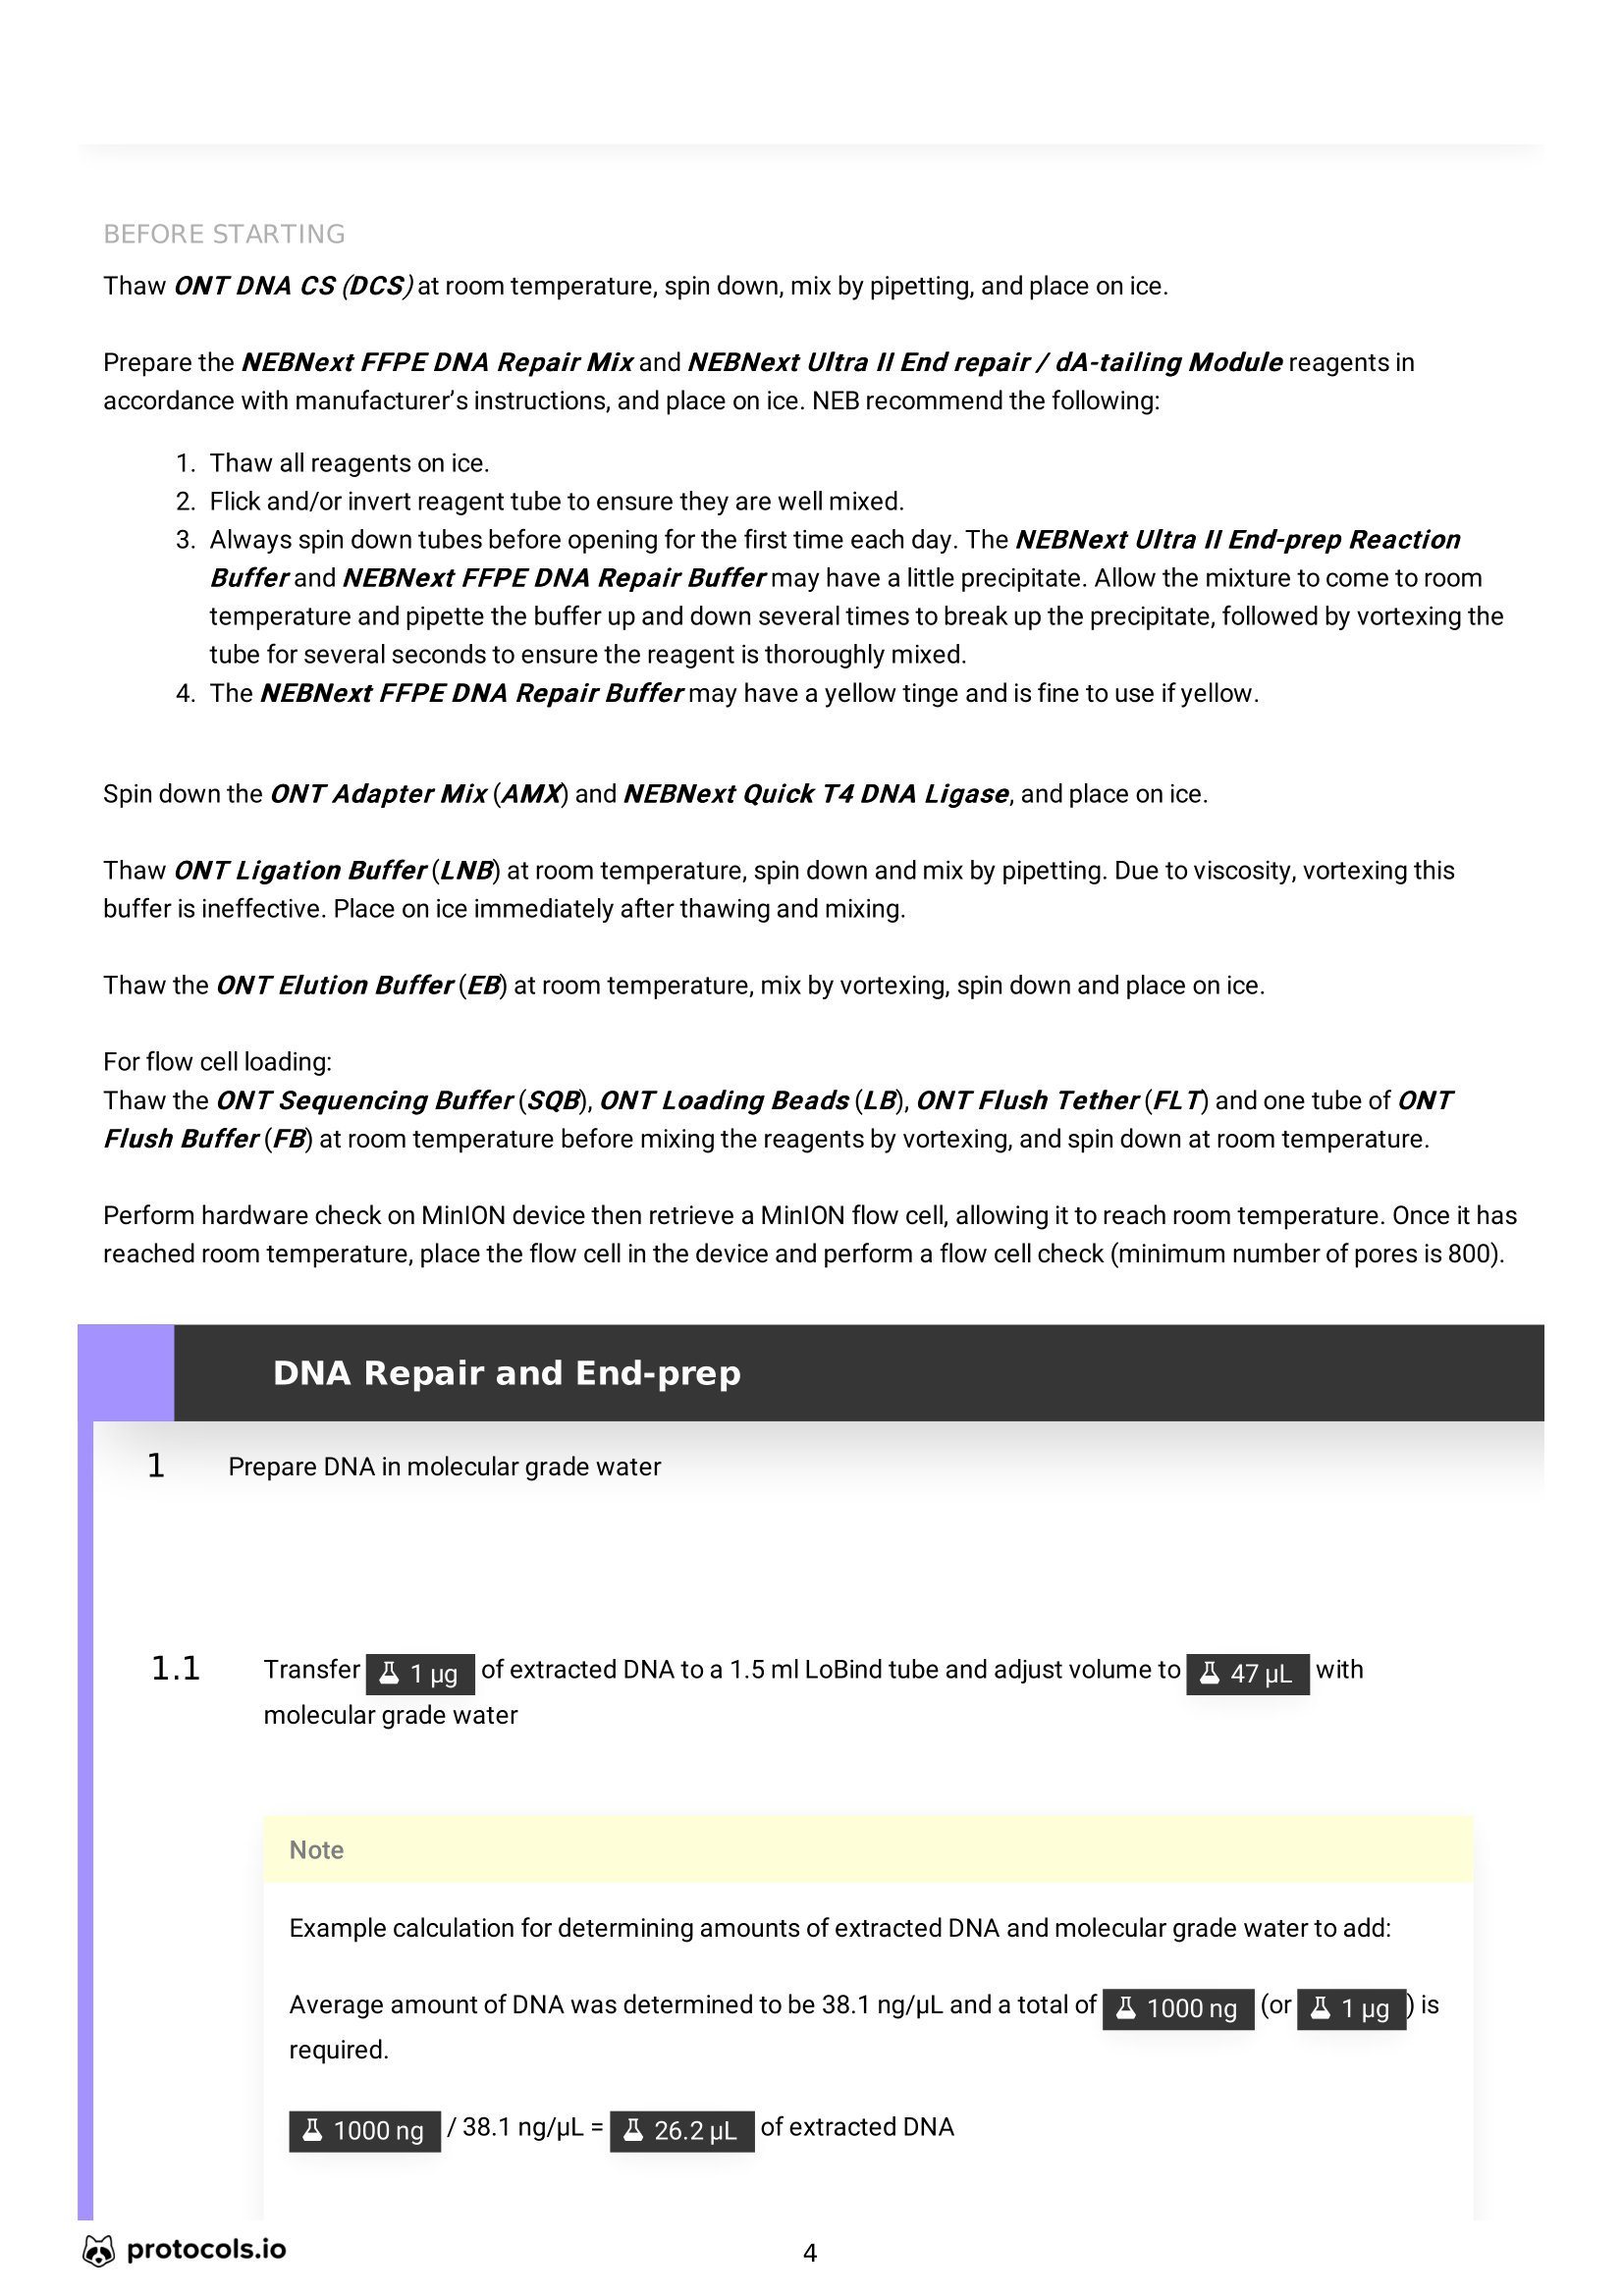 BEFORE STARTING
Thaw ONT DNA CS (DCS) at room temperature, spin down, mix by pipetting, and place on ice.
Prepare the NEBNext FFPE DNA Repair Mix and NEBNext Ultra II End repair / dA-tailing Module reagents in
accordance with manufacturer’s instructions, and place on ice. NEB recommend the following:
1. Thaw all reagents on ice.
2. Flick and/or invert reagent tube to ensure they are well mixed.
3. Always spin down tubes before opening for the first time each day. The NEBNext Ultra II End-prep Reaction
Buffer and NEBNext FFPE DNA Repair Buffer may have a little precipitate. Allow the mixture to come to room
temperature and pipette the buffer up and down several times to break up the precipitate, followed by vortexing the
tube for several seconds to ensure the reagent is thoroughly mixed.
4. The NEBNext FFPE DNA Repair Buffer may have a yellow tinge and is fine to use if yellow.
Spin down the ONT Adapter Mix (AMX) and NEBNext Quick T4 DNA Ligase, and place on ice.
Thaw ONT Ligation Buffer (LNB) at room temperature, spin down and mix by pipetting. Due to viscosity, vortexing this
buffer is ineffective. Place on ice immediately after thawing and mixing.
Thaw the ONT Elution Buffer (EB) at room temperature, mix by vortexing, spin down and place on ice.
For flow cell loading:
Thaw the ONT Sequencing Buffer (SQB), ONT Loading Beads (LB), ONT Flush Tether (FLT) and one tube of ONT
Flush Buffer (FB) at room temperature before mixing the reagents by vortexing, and spin down at room temperature.
Perform hardware check on MinION device then retrieve a MinION flow cell, allowing it to reach room temperature. Once it has
reached room temperature, place the flow cell in the device and perform a flow cell check (minimum number of pores is 800).
DNA Repair and End-prep
1 Prepare DNA in molecular grade water
1.1 Transfer 1 µg of extracted DNA to a 1.5 ml LoBind tube and adjust volume to 47 µL with
molecular grade water
Note
Example calculation for determining amounts of extracted DNA and molecular grade water to add:
Average amount of DNA was determined to be 38.1 ng/µL and a total of 1000 ng (or 1 µg) is
required.
1000 ng / 38.1 ng/µL = 26.2 µL of extracted DNA
protocols.io
4